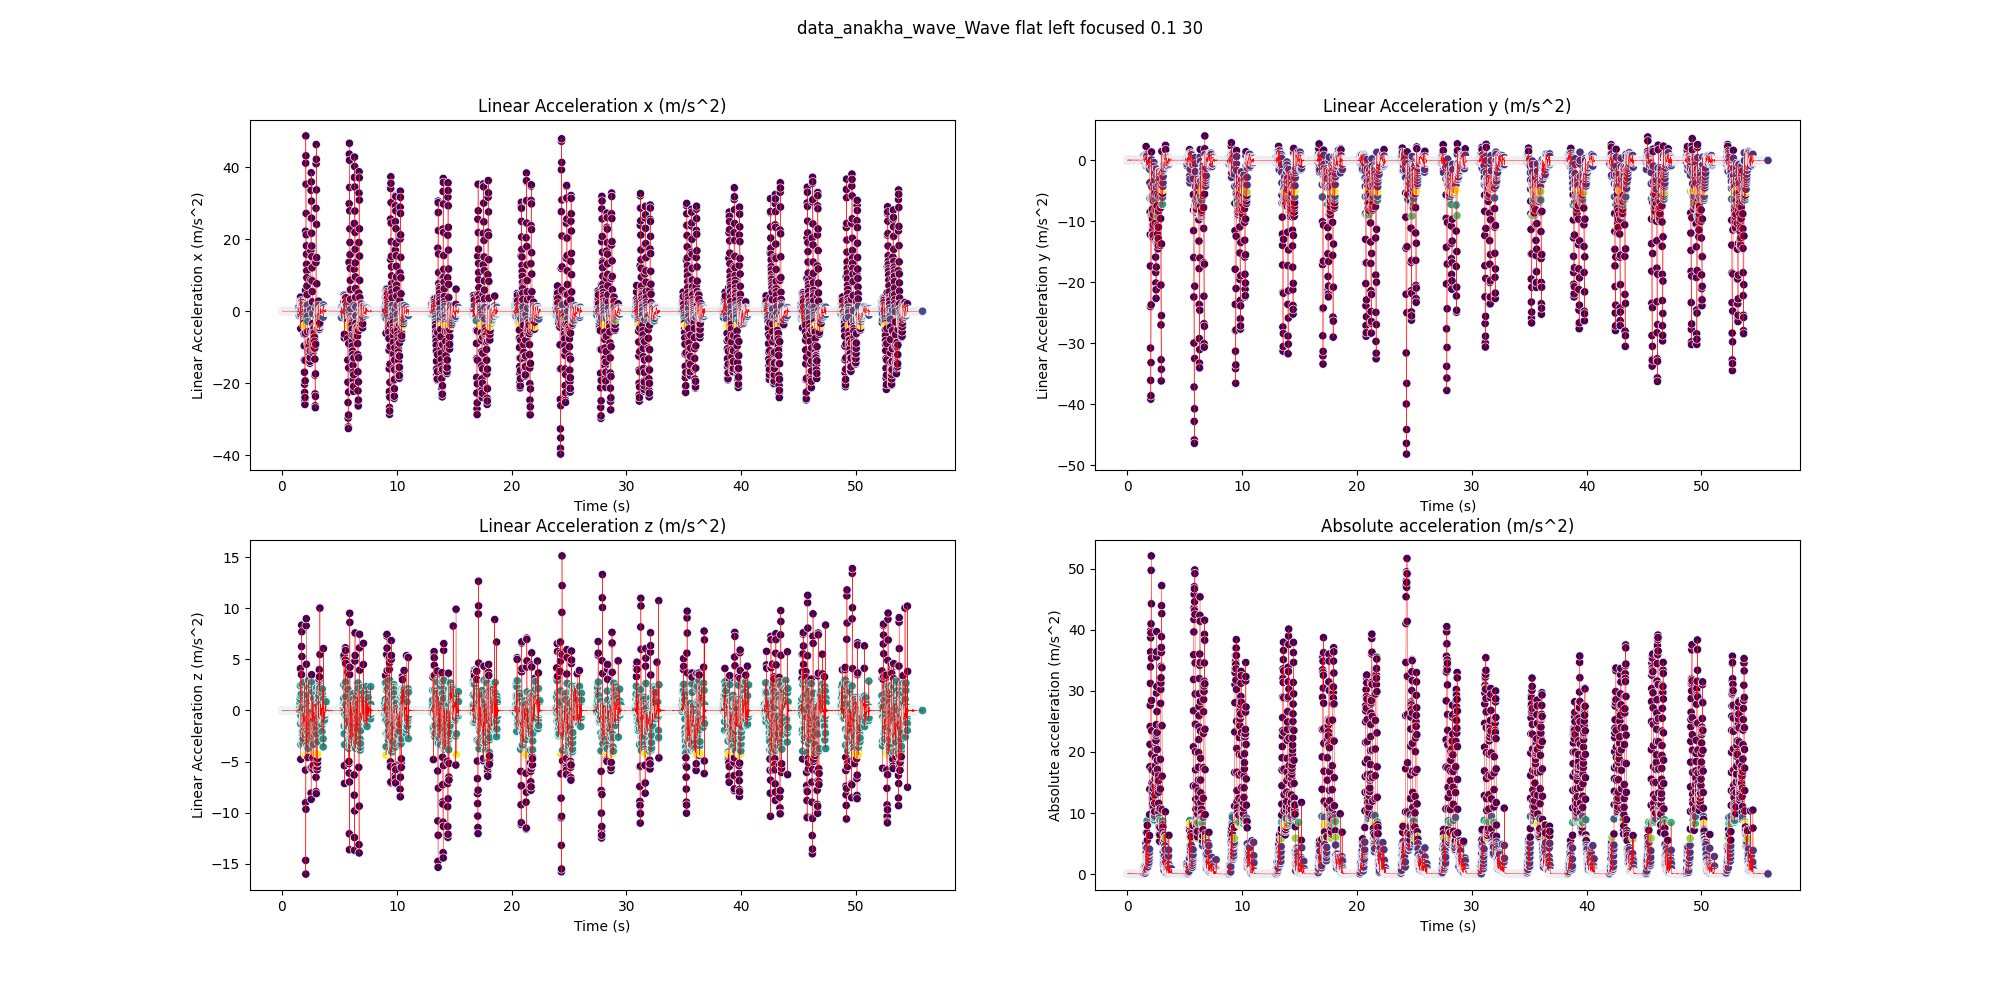 data_anakha_wave_Wave flat left focused 0.1 30
Linear Acceleration x (m/s^2)
Linear Acceleration x (m/s^2)
40
20
0
−20
−40
0 10 20 30 40 50
Time (s)
Linear Acceleration y (m/s^2)
Linear Acceleration y (m/s^2)
0
−10
−20
−30
−40
−50
0 10 20 30 40 50
Time (s)
Linear Acceleration z (m/s^2)
Linear Acceleration z (m/s^2)
15
10
5
0
−5
−10
−15
0 10 20 30 40 50
Time (s)
Absolute acceleration (m/s^2)
Absolute acceleration (m/s^2)
50
40
30
20
10
0
0 10 20 30 40 50
Time (s)